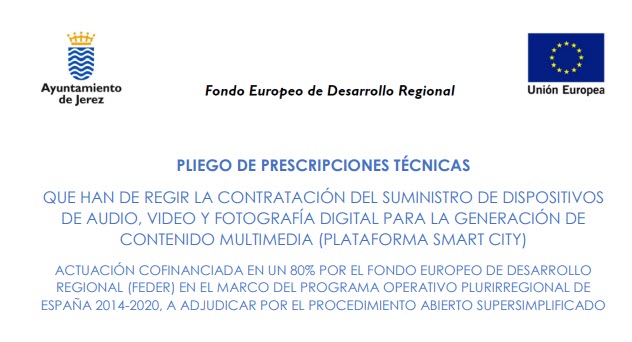 Ayuntamiento
de Jerez
Fondo Europeo de Desarrollo Regional
Unión Europea
PLIEGO DE PRESCRIPCIONES TÉCNICAS
QUE HAN DE REGIR LA CONTRATACIÓN DEL SUMINISTRO DE DISPOSITIVOS
DE AUDIO, VIDEO Y FOTOGRAFÍA DIGITAL PARA LA GENERACIÓN DE
CONTENIDO MULTIMEDIA (PLATAFORMA SMART CITY)
ACTUACIÓN COFINANCIADA EN UN 80% POR EL FONDO EUROPEO DE DESARROLLO
REGIONAL (FEDER) EN EL MARCO DEL PROGRAMA OPERATIVO PLURIRREGIONAL DE
ESPAÑA 2014-2020, A ADJUDICAR POR EL PROCEDIMIENTO ABIERTO SUPERSIMPLIFICADO